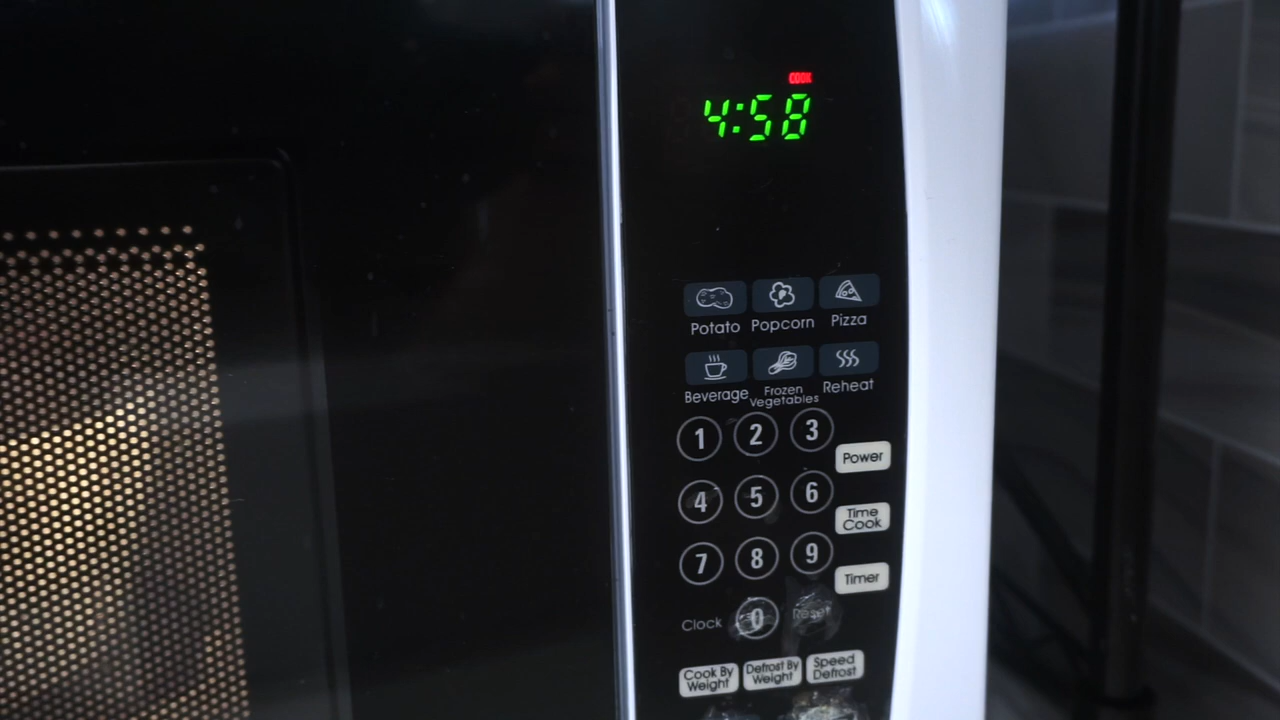 COOK
4:58
Potato Popcorn Pizza
Beverage Frozen Vegetables Reheat
1 2 3
Power
4 5 6
Time Cook
7 8 9
Timer
Clock 0 Reset
Cook By Weight Defrost By Weight Speed Defrost